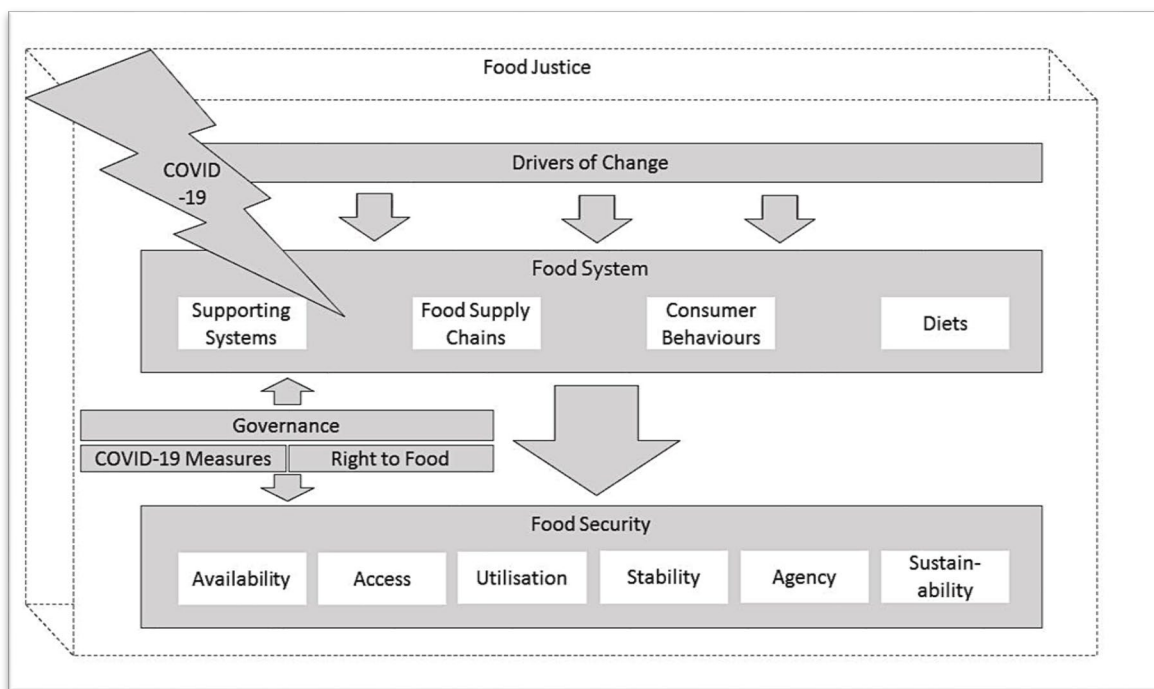 Food Justice
COVID
-19
Drivers of Change
Food System
Supporting
Systems
Food Supply
Chains
Consumer
Behaviours
Diets
Governance
COVID-19 Measures
Right to Food
Food Security
Availability
Access
Utilisation
Stability
Agency
Sustain-
ability